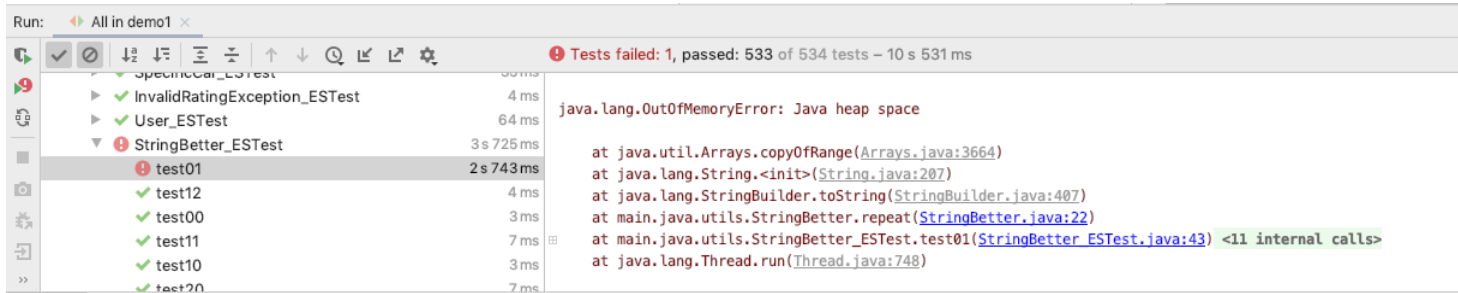 Run: All in demo1 ×
Tests failed: 1, passed: 533 of 534 tests – 10 s 531 ms
SpecificCar_ESTest
InvalidRatingException_ESTest 4 ms
User_ESTest 64 ms
StringBetter_ESTest 3 s 725 ms
test01 2 s 743 ms
test12 4 ms
test00 3 ms
test11 7 ms
test10 3 ms
test20 7 ms
java.lang.OutOfMemoryError: Java heap space
at java.util.Arrays.copyOfRange(Arrays.java:3664)
at java.lang.String.<init>(String.java:207)
at java.lang.StringBuilder.toString(StringBuilder.java:407)
at main.java.utils.StringBetter.repeat(StringBetter.java:22)
at main.java.utils.StringBetter_ESTest.test01(StringBetter_ESTest.java:43) <11 internal calls>
at java.lang.Thread.run(Thread.java:748)